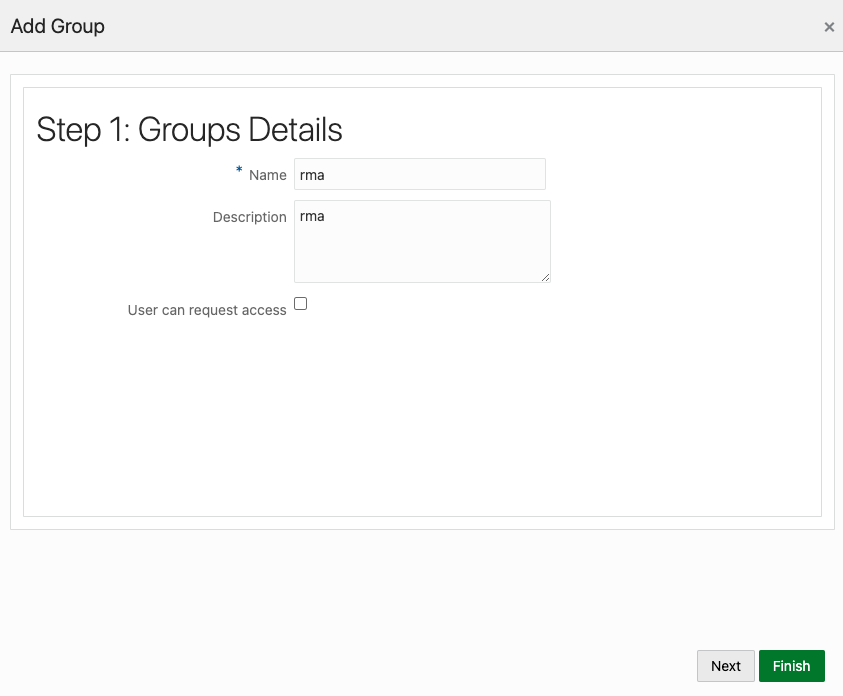 Add Group
×
Step 1: Groups Details
* Name rma
Description rma
User can request access
Next Finish